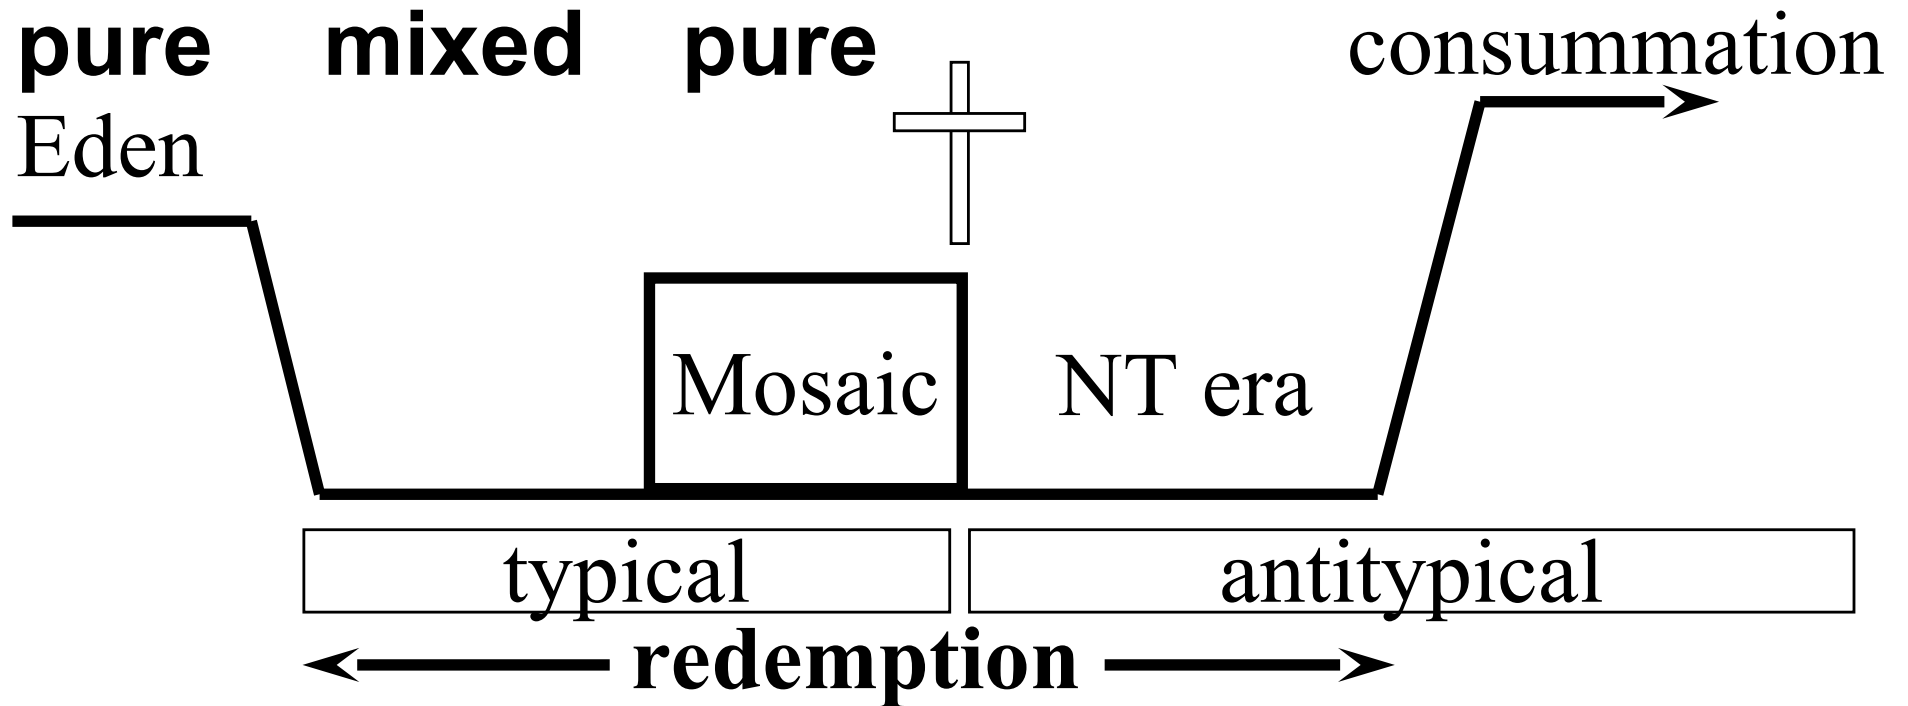 pure mixed pure
consummation
Eden
Mosaic
NT era
typical
antitypical
redemption